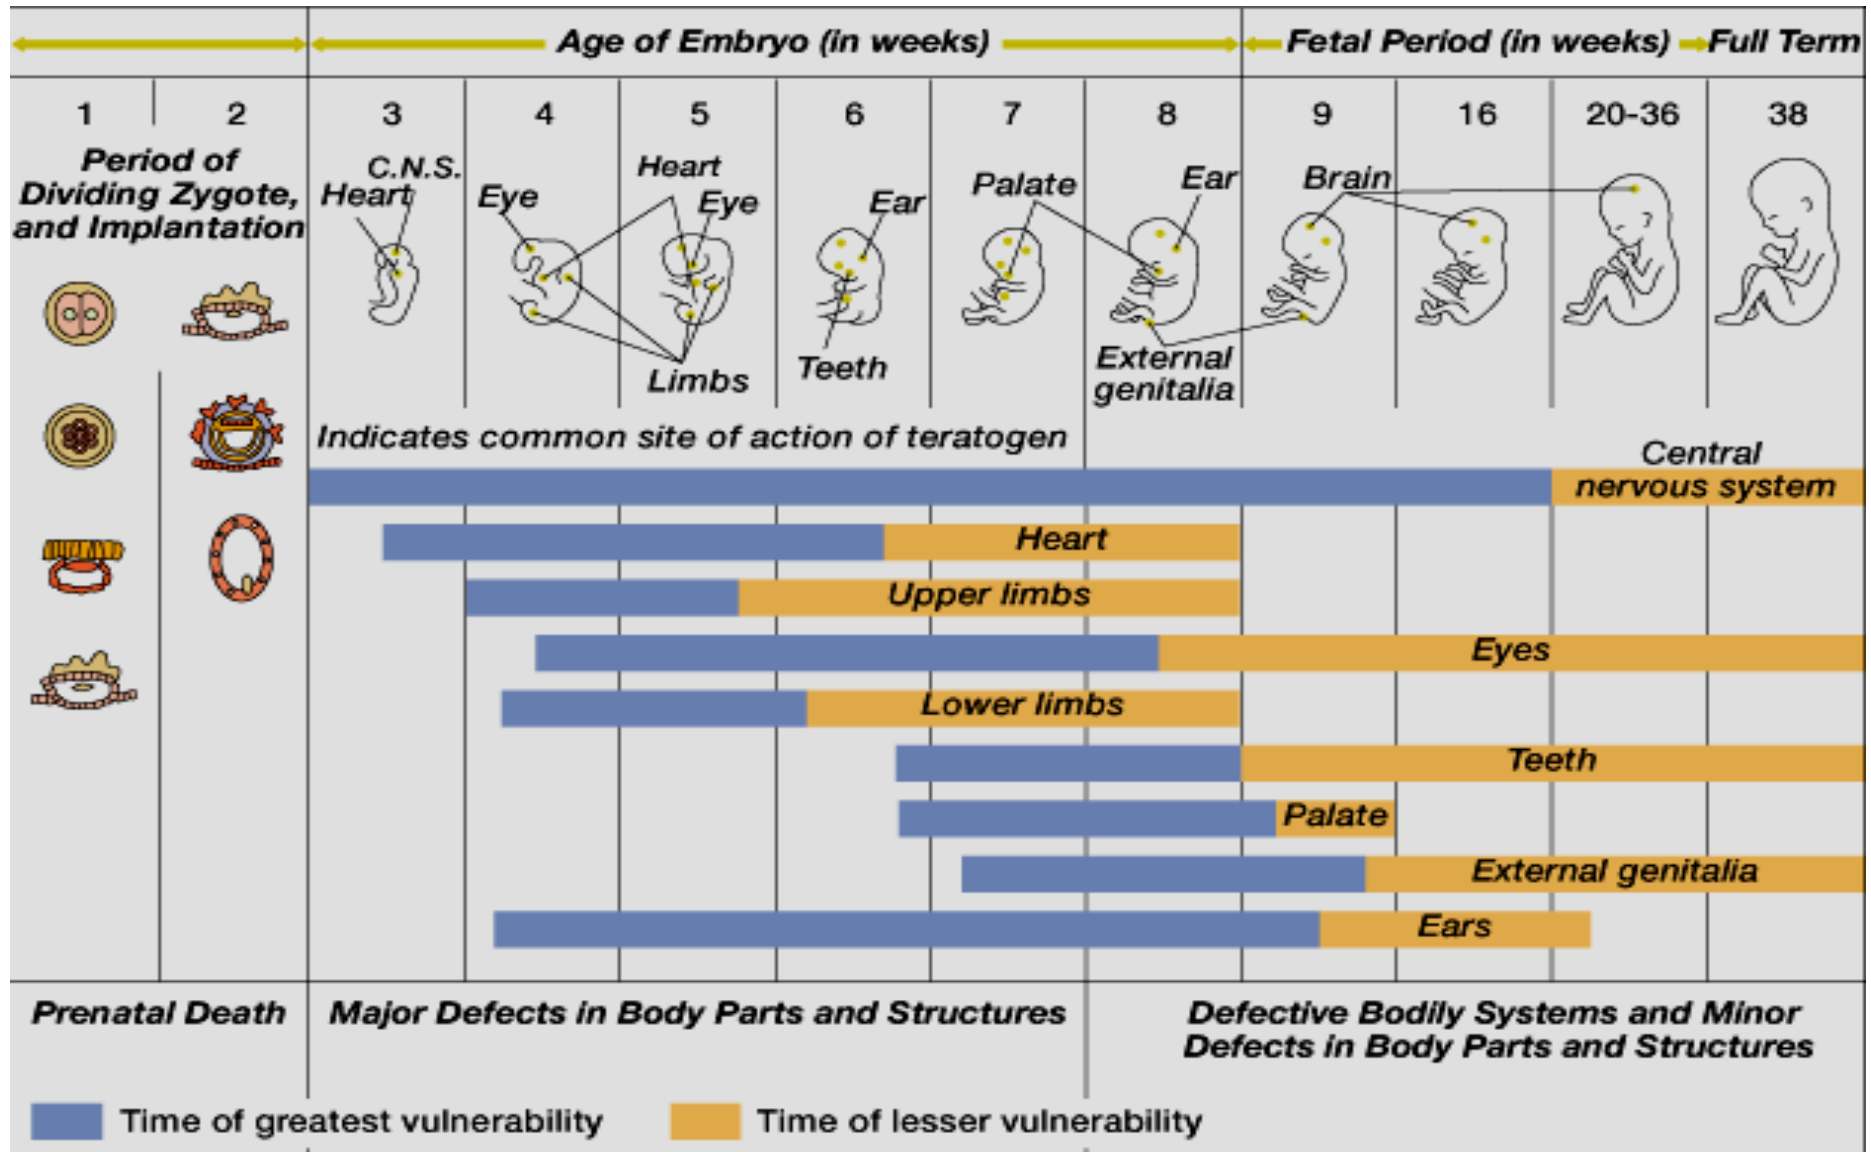 Age of Embryo (in weeks)
Fetal Period (in weeks)
Full Term
1
2
3
4
5
6
7
8
9
16
20-36
38
Period of
Dividing Zygote,
and Implantation
C.N.S.
Heart
Eye
Heart
Eye
Limbs
Ear
Teeth
Palate
Ear
External
genitalia
Brain
Indicates common site of action of teratogen
Central
nervous system
Heart
Upper limbs
Eyes
Lower limbs
Teeth
Palate
External genitalia
Ears
Prenatal Death
Major Defects in Body Parts and Structures
Defective Bodily Systems and Minor
Defects in Body Parts and Structures
Time of greatest vulnerability
Time of lesser vulnerability